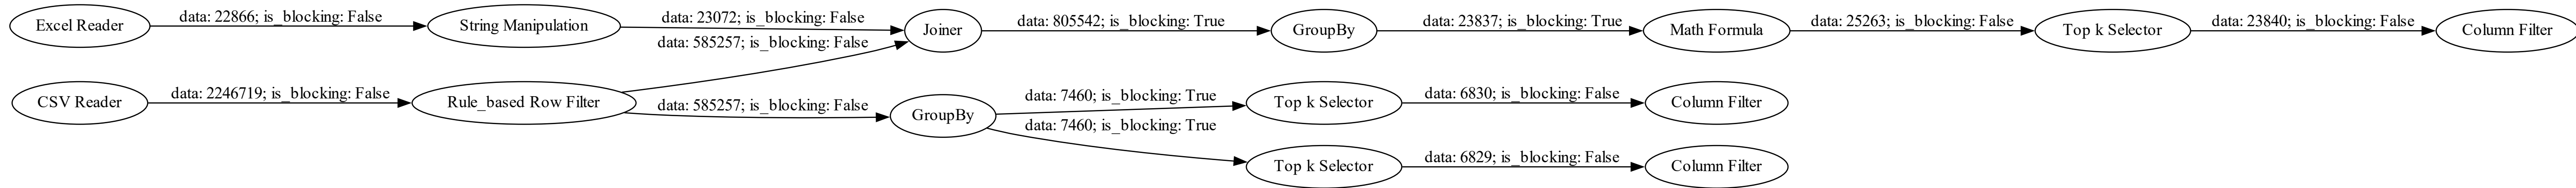 Excel Reader
data: 22866; is_blocking: False
String Manipulation
data: 23072; is_blocking: False
Joiner
data: 805542; is_blocking: True
GroupBy
data: 23837; is_blocking: True
Math Formula
data: 25263; is_blocking: False
Top k Selector
data: 23840; is_blocking: False
Column Filter
data: 585257; is_blocking: False
CSV Reader
data: 2246719; is_blocking: False
Rule_based Row Filter
data: 585257; is_blocking: False
GroupBy
data: 7460; is_blocking: True
Top k Selector
data: 6830; is_blocking: False
Column Filter
data: 7460; is_blocking: True
Top k Selector
data: 6829; is_blocking: False
Column Filter